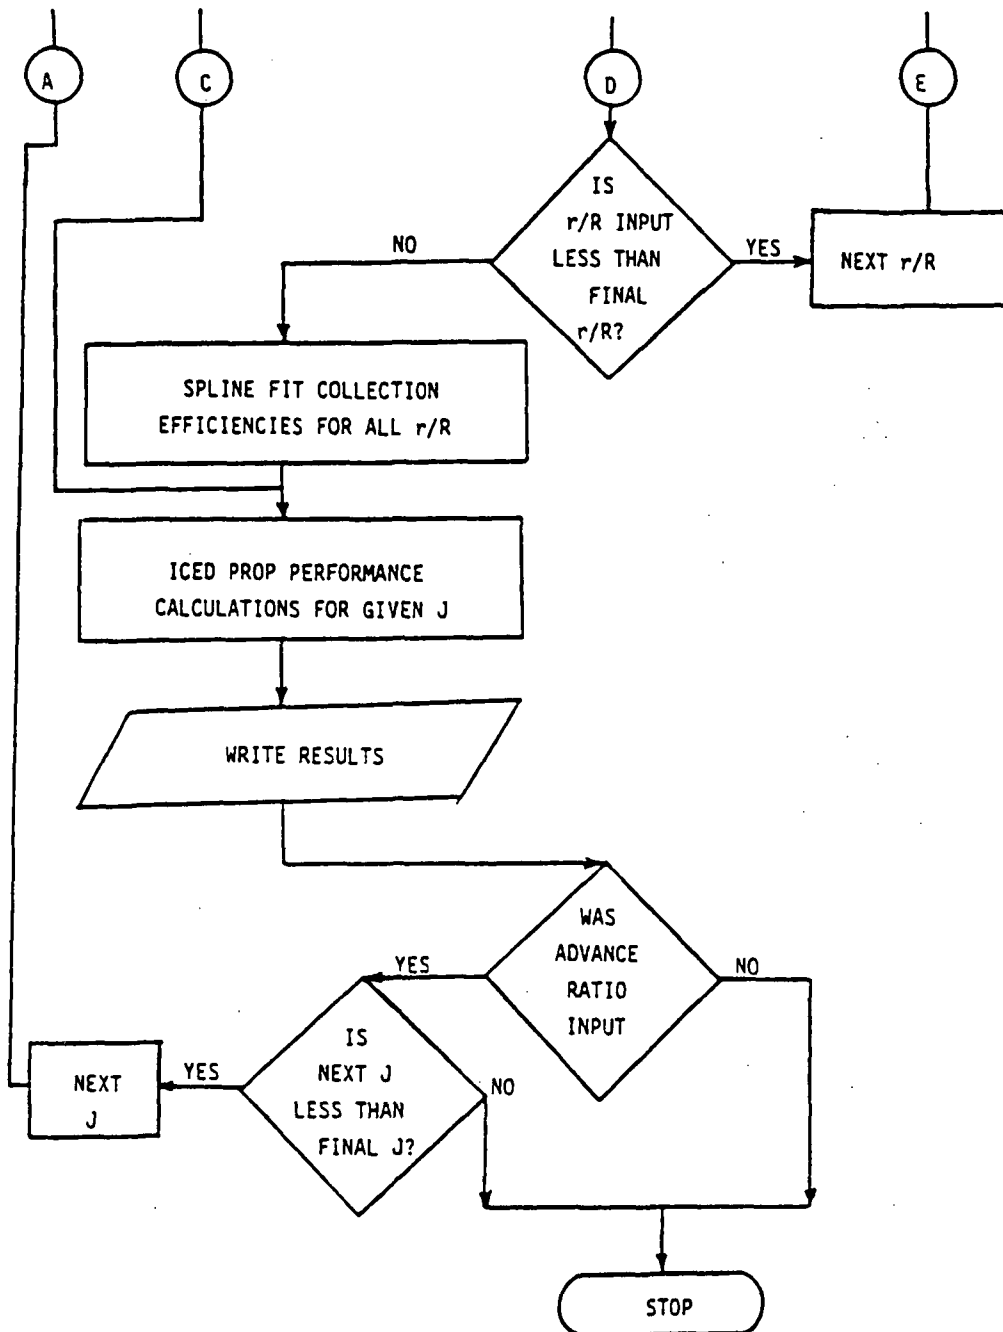 A
C
D
E
IS
r/R INPUT
LESS THAN
FINAL
r/R?
NO
YES
NEXT r/R
SPLINE FIT COLLECTION
EFFICIENCIES FOR ALL r/R
ICED PROP PERFORMANCE
CALCULATIONS FOR GIVEN J
WRITE RESULTS
WAS
ADVANCE
RATIO
INPUT
YES
NO
IS
NEXT J
LESS THAN
FINAL J?
YES
NO
NEXT
J
STOP